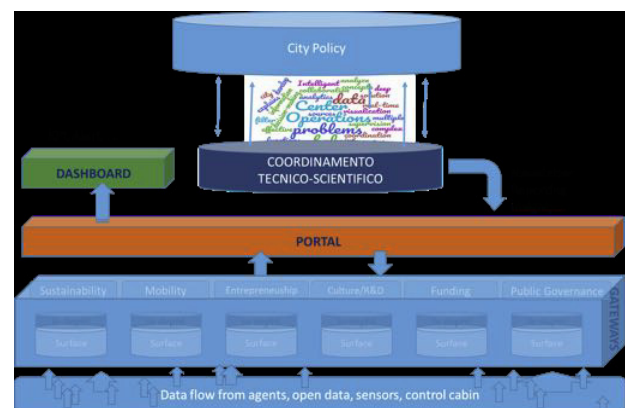 City Policy
Intelligent
data
Center
Operations
problems
COORDINAMENTO
TECNICO-SCIENTIFICO
DASHBOARD
PORTAL
Sustainability Mobility Entrepreneurship Culture/R&D Funding Public Governance
GATEWAYS
Surface Surface Surface Surface Surface Surface
Data flow from agents, open data, sensors, control cabin